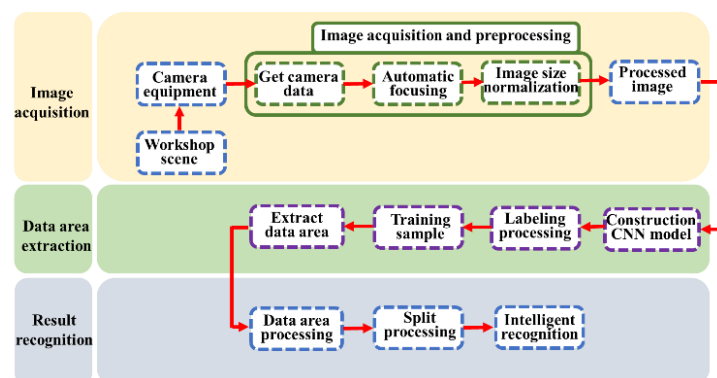 Image acquisition and preprocessing
Image
acquisition
Camera
equipment
Get camera
data
Automatic
focusing
Image size
normalization
Processed
image
Workshop
scene
Data area
extraction
Extract
data area
Training
sample
Labeling
processing
Construction
CNN model
Result
recognition
Data area
processing
Split
processing
Intelligent
recognition